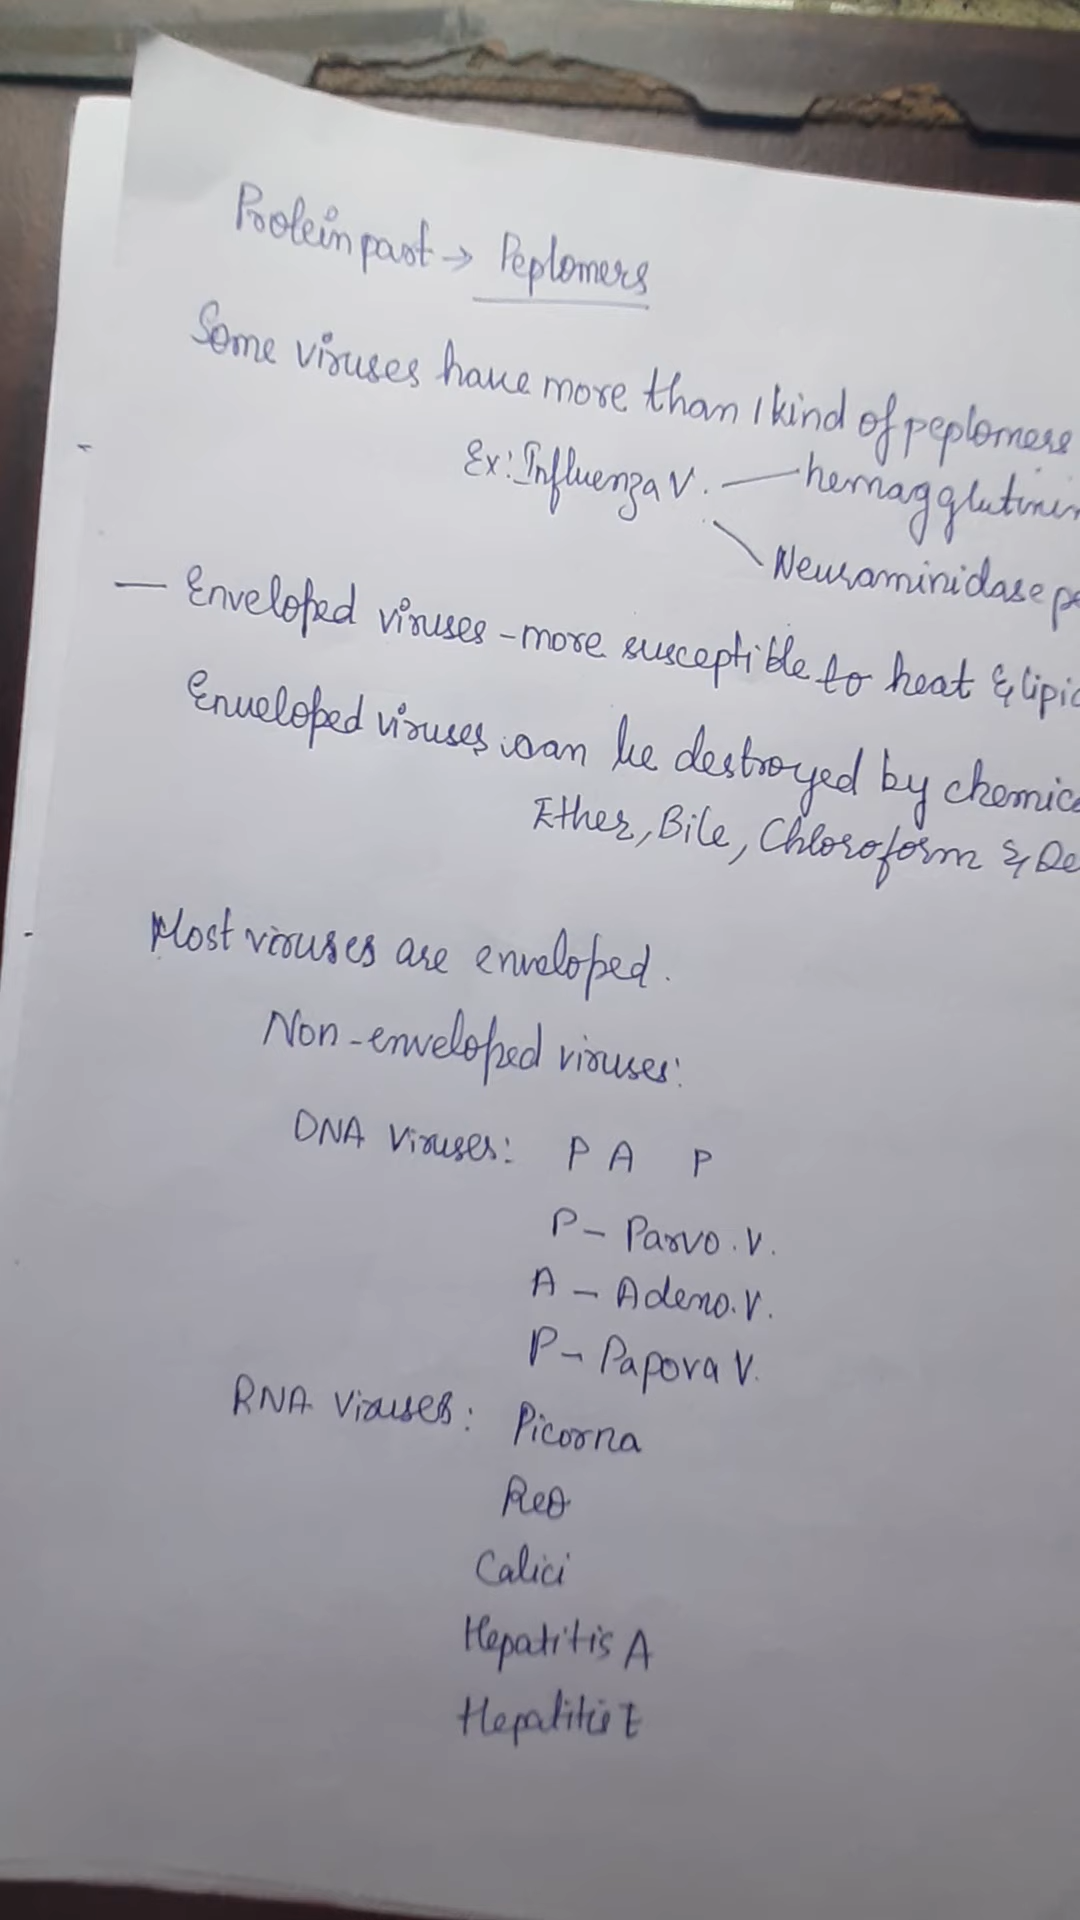 Protein part → Peplomers
Some viruses have more than 1 kind of peplomers
Ex: Influenza V. — hemagglutinin
Neuraminidase
— Enveloped viruses - more susceptible to heat &
Enveloped viruses can be destroyed by
Ether, Bile, Chloroform &
Most viruses are enveloped.
Non-enveloped viruses:
DNA Viruses: P A P
P - Parvo. V.
A - Adeno. V.
P - Papova V.
RNA Viruses: Picorna
Reo
Calici
Hepatitis A
Hepatitis E